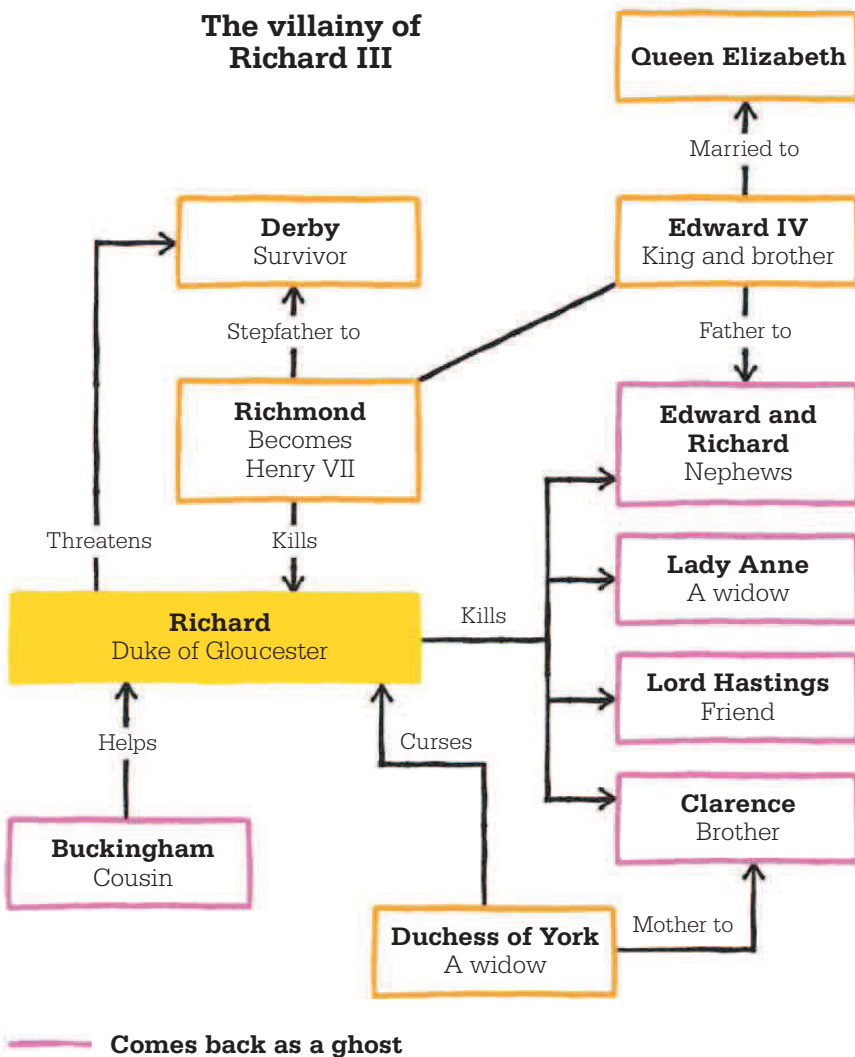 The villainy of
Richard III
Queen Elizabeth
Married to
Edward IV
King and brother
Derby
Survivor
Stepfather to
Father to
Richmond
Becomes
Henry VII
Edward and
Richard
Nephews
Threatens
Kills
Lady Anne
A widow
Richard
Duke of Gloucester
Kills
Lord Hastings
Friend
Helps
Curses
Clarence
Brother
Buckingham
Cousin
Duchess of York
A widow
Mother to
Comes back as a ghost